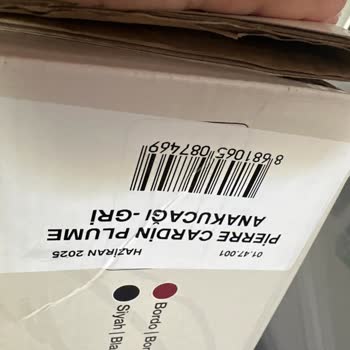 01.47.001 HAZİRAN 2025
PİERRE CARDİN PLUME
ANAKUCAĞI -GRİ
8 681065 087469
Bordo | Bor
Siyah | Bla